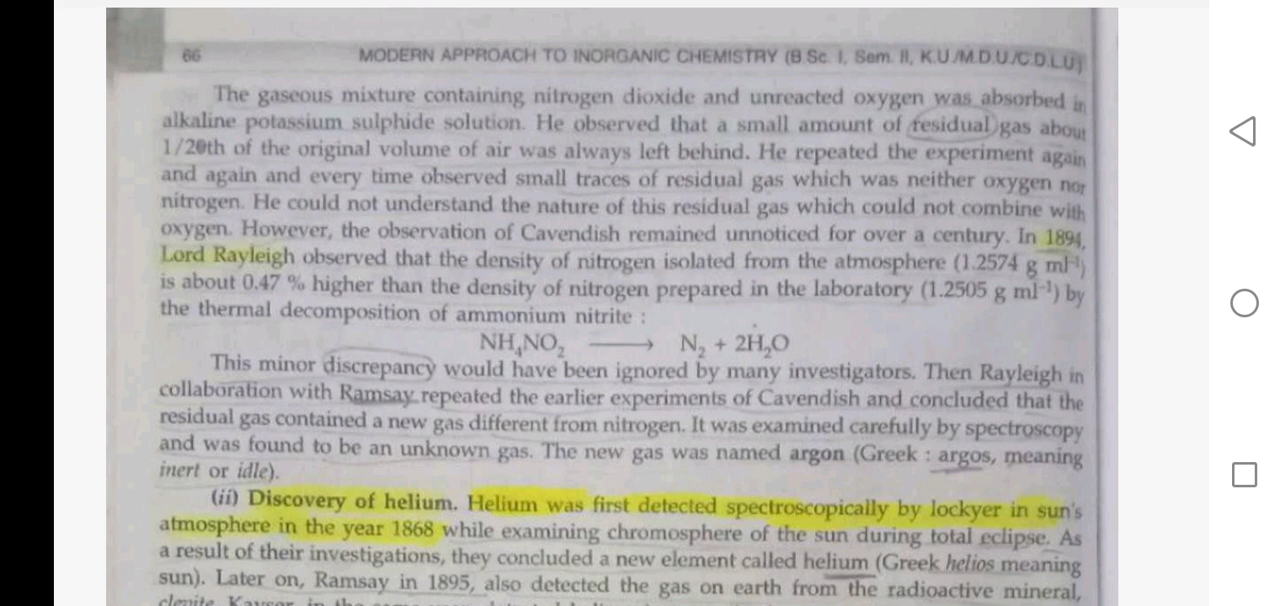 66 MODERN APPROACH TO INORGANIC CHEMISTRY (B.Sc. I, Sem. II, K.U./M.D.U./C.D.L.U)
The gaseous mixture containing nitrogen dioxide and unreacted oxygen was absorbed in
alkaline potassium sulphide solution. He observed that a small amount of residual gas about
1/20th of the original volume of air was always left behind. He repeated the experiment again
and again and every time observed small traces of residual gas which was neither oxygen nor
nitrogen. He could not understand the nature of this residual gas which could not combine with
oxygen. However, the observation of Cavendish remained unnoticed for over a century. In 1894,
Lord Rayleigh observed that the density of nitrogen isolated from the atmosphere (1.2574 g ml⁻¹)
is about 0.47 % higher than the density of nitrogen prepared in the laboratory (1.2505 g ml⁻¹) by
the thermal decomposition of ammonium nitrite :
NH₄NO₂ ⟶ N₂ + 2H₂O
This minor discrepancy would have been ignored by many investigators. Then Rayleigh in
collaboration with Ramsay repeated the earlier experiments of Cavendish and concluded that the
residual gas contained a new gas different from nitrogen. It was examined carefully by spectroscopy
and was found to be an unknown gas. The new gas was named argon (Greek : argos, meaning
inert or idle).
(ii) Discovery of helium. Helium was first detected spectroscopically by lockyer in sun's
atmosphere in the year 1868 while examining chromosphere of the sun during total eclipse. As
a result of their investigations, they concluded a new element called helium (Greek helios meaning
sun). Later on, Ramsay in 1895, also detected the gas on earth from the radioactive mineral,